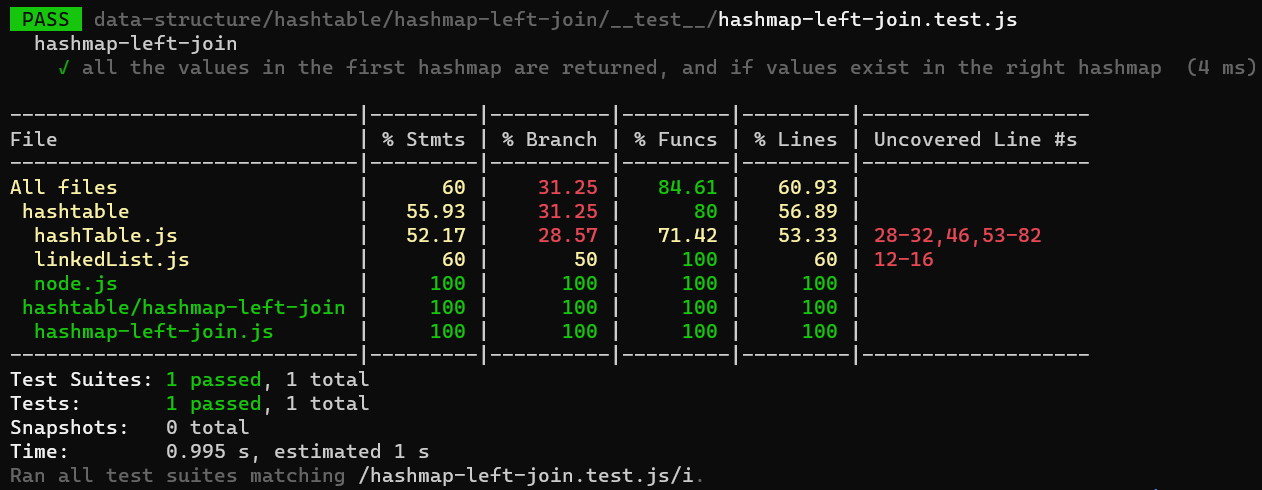 PASS data-structure/hashtable/hashmap-left-join/__test__/hashmap-left-join.test.js
  hashmap-left-join
    √ all the values in the first hashmap are returned, and if values exist in the right hashmap  (4 ms)

-----------------------------|---------|----------|---------|---------|-------------------
File                         | % Stmts | % Branch | % Funcs | % Lines | Uncovered Line #s
-----------------------------|---------|----------|---------|---------|-------------------
All files                    |      60 |    31.25 |   84.61 |   60.93 |
 hashtable                   |   55.93 |    31.25 |      80 |   56.89 |
  hashTable.js               |   52.17 |    28.57 |   71.42 |   53.33 | 28-32,46,53-82
  linkedList.js              |      60 |       50 |     100 |      60 | 12-16
  node.js                    |     100 |      100 |     100 |     100 |
 hashtable/hashmap-left-join |     100 |      100 |     100 |     100 |
  hashmap-left-join.js       |     100 |      100 |     100 |     100 |
-----------------------------|---------|----------|---------|---------|-------------------
Test Suites: 1 passed, 1 total
Tests:       1 passed, 1 total
Snapshots:   0 total
Time:        0.995 s, estimated 1 s
Ran all test suites matching /hashmap-left-join.test.js/i.